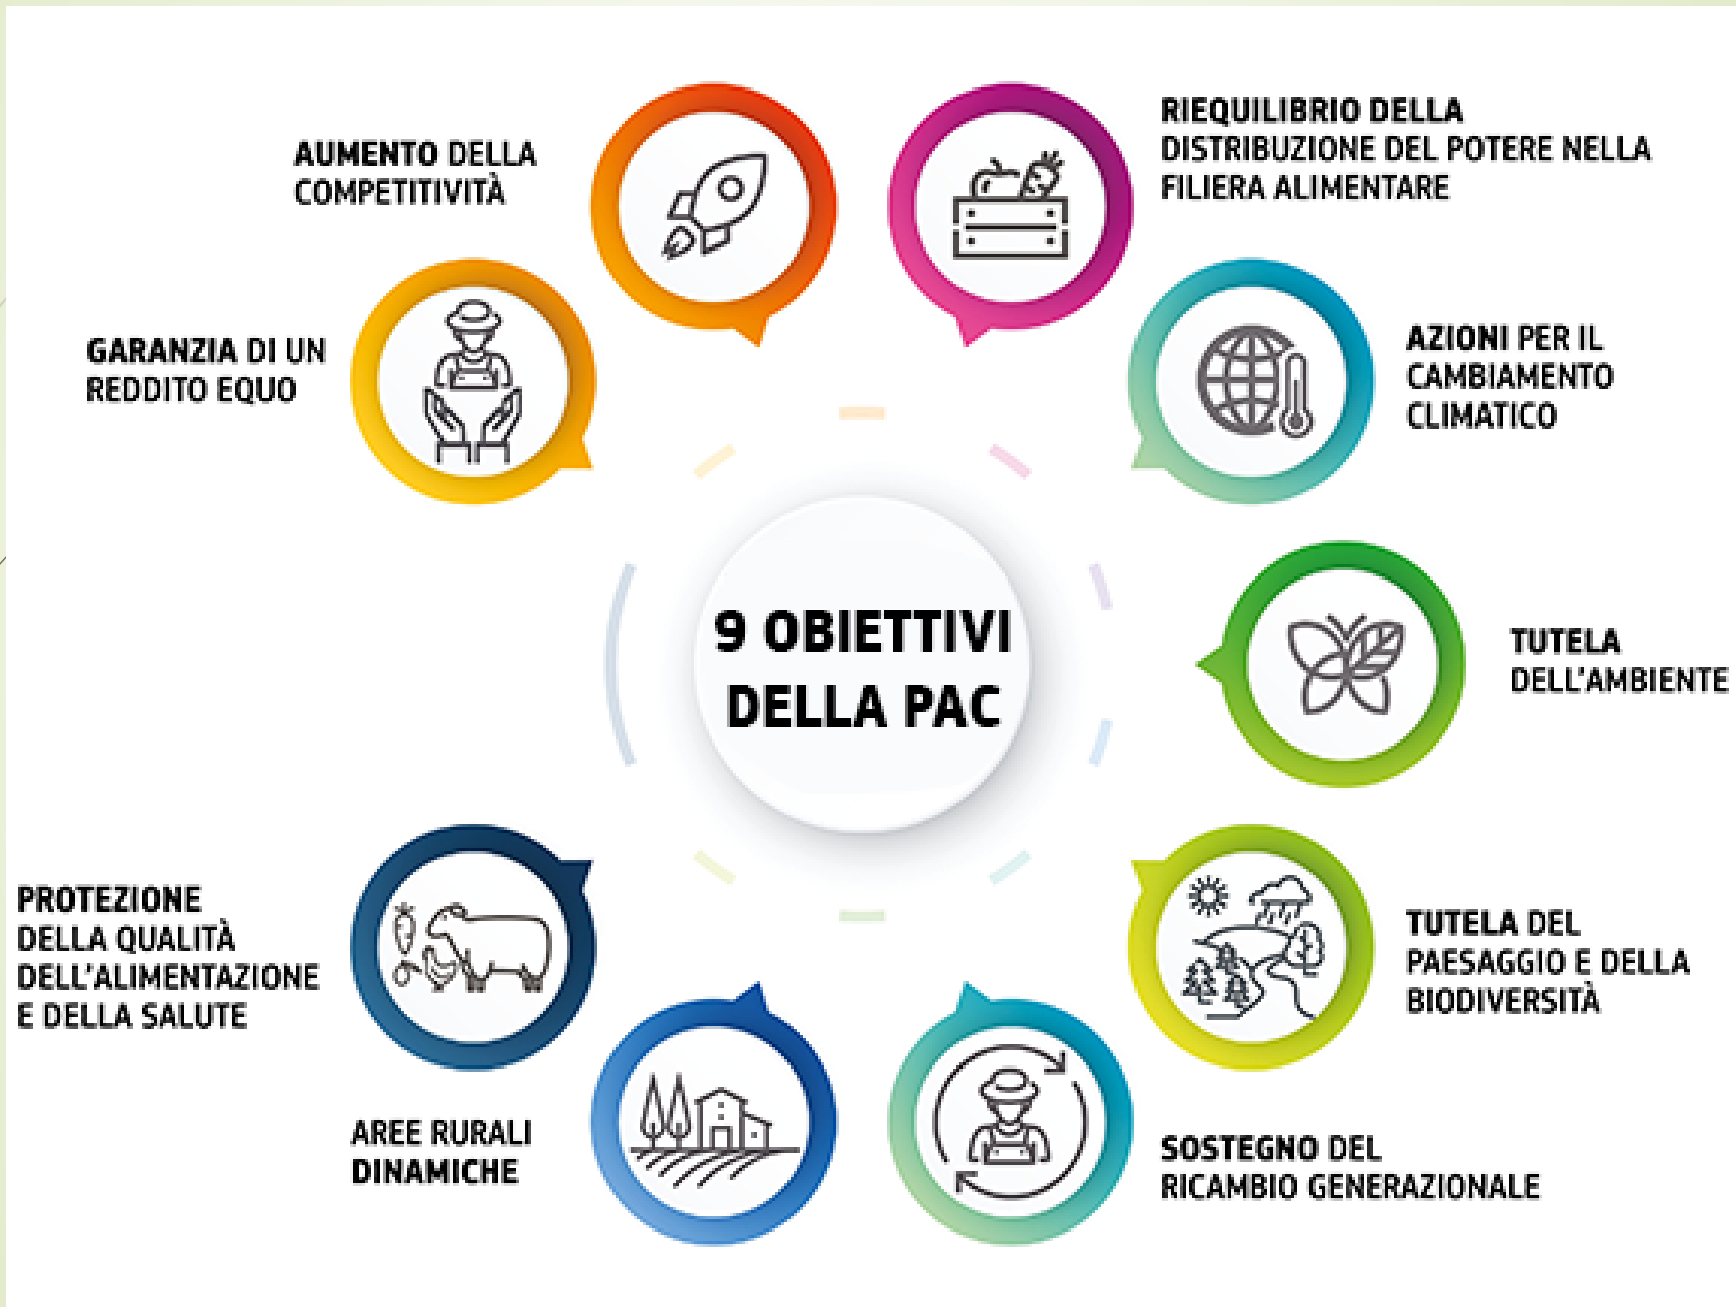 9 OBIETTIVI
DELLA PAC
GARANZIA DI UN
REDDITO EQUO
AUMENTO DELLA
COMPETITIVITÀ
RIEQUILIBRIO DELLA
DISTRIBUZIONE DEL POTERE NELLA
FILIERA ALIMENTARE
AZIONI PER IL
CAMBIAMENTO
CLIMATICO
TUTELA
DELL'AMBIENTE
TUTELA DEL
PAESAGGIO E DELLA
BIODIVERSITÀ
SOSTEGNO DEL
RICAMBIO GENERAZIONALE
AREE RURALI
DINAMICHE
PROTEZIONE
DELLA QUALITÀ
DELL'ALIMENTAZIONE
E DELLA SALUTE